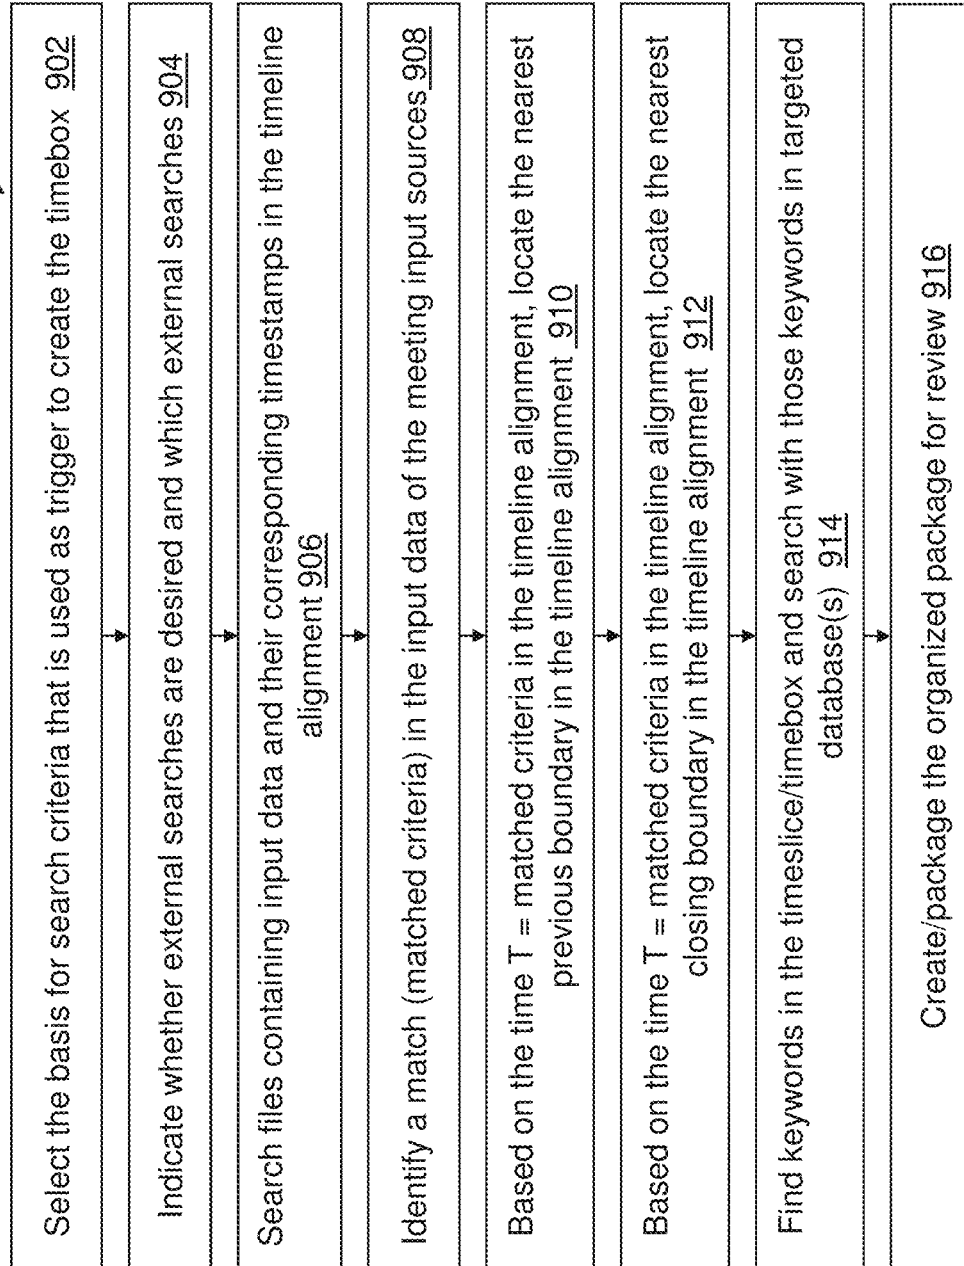 Select the basis for search criteria that is used as trigger to create the timebox 902
Indicate whether external searches are desired and which external searches 904
Search files containing input data and their corresponding timestamps in the timeline
alignment 906
Identify a match (matched criteria) in the input data of the meeting input sources 908
Based on the time T = matched criteria in the timeline alignment, locate the nearest
previous boundary in the timeline alignment 910
Based on the time T = matched criteria in the timeline alignment, locate the nearest
closing boundary in the timeline alignment 912
Find keywords in the timeslice/timebox and search with those keywords in targeted
database(s) 914
Create/package the organized package for review 916